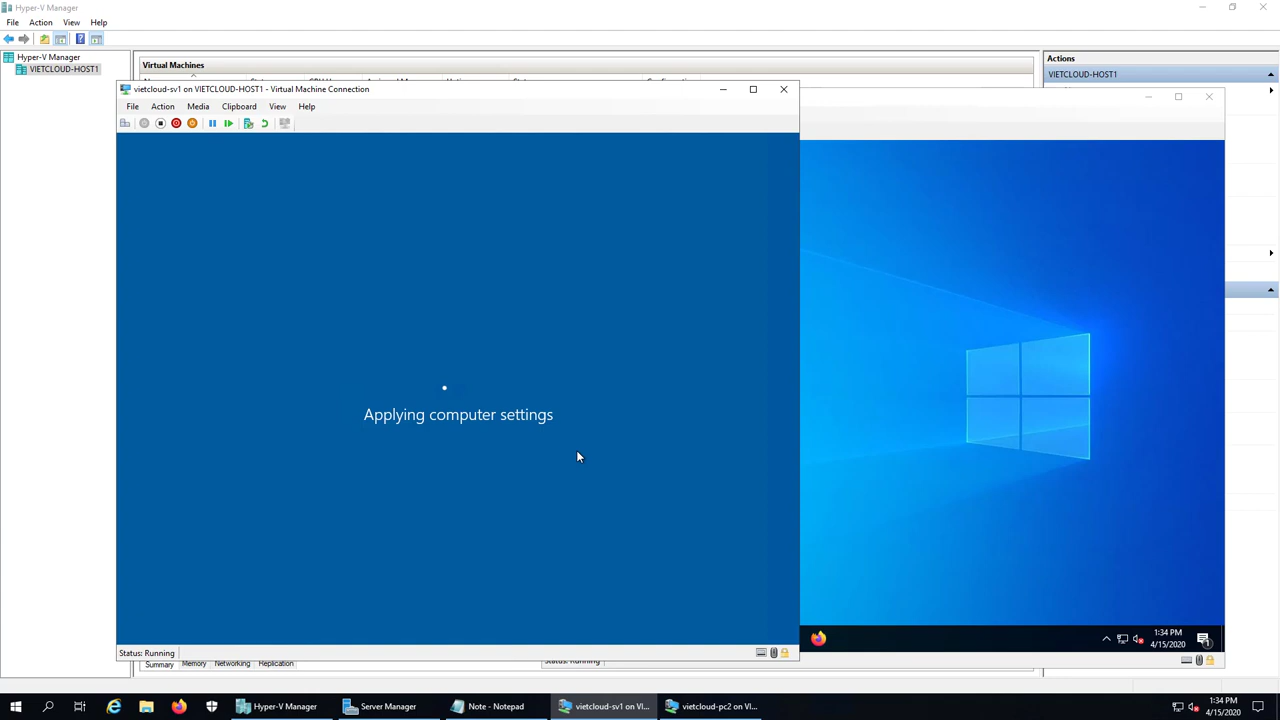 Hyper-V Manager
File Action View Help
Hyper-V Manager
VIETCLOUD-HOST1
Virtual Machines
Actions
VIETCLOUD-HOST1
vietcloud-sv1 on VIETCLOUD-HOST1 - Virtual Machine Connection
File Action Media Clipboard View Help
Applying computer settings
1:34 PM
4/15/2020
1
Status: Running
Status: Running
Summary Memory Networking Replication
Hyper-V Manager
Server Manager
Note - Notepad
vietcloud-sv1 on VI...
vietcloud-pc2 on VI...
1:34 PM
4/15/2020